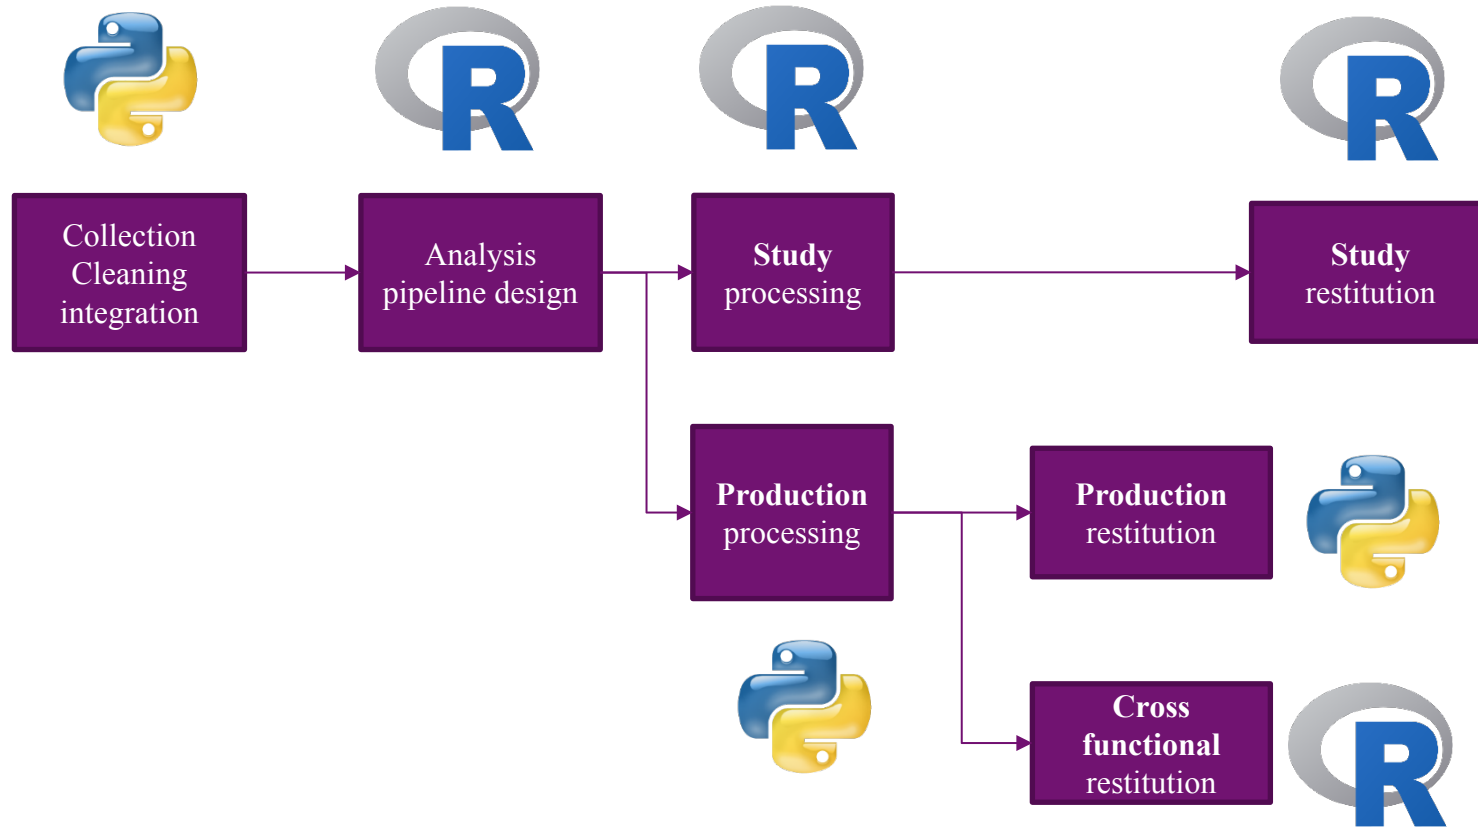 R
R
R
Collection
Cleaning
integration
Analysis
pipeline design
Study
processing
Study
restitution
Production
processing
Production
restitution
Cross
functional
restitution
R